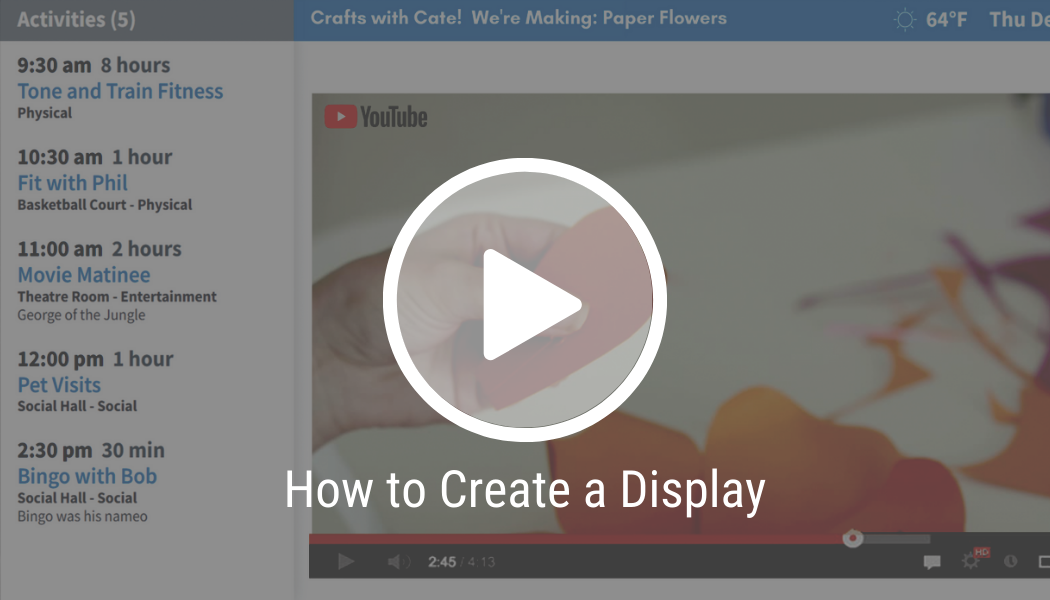 Activities (5)
Crafts with Cate! We're Making: Paper Flowers
64°F Thu De
9:30 am 8 hours
Tone and Train Fitness
Physical
10:30 am 1 hour
Fit with Phil
Basketball Court - Physical
11:00 am 2 hours
Movie Matinee
Theatre Room - Entertainment
George of the Jungle
12:00 pm 1 hour
Pet Visits
Social Hall - Social
2:30 pm 30 min
Bingo with Bob
Social Hall - Social
Bingo was his nameo
YouTube
How to Create a Display
2:45 / 4:13
HD